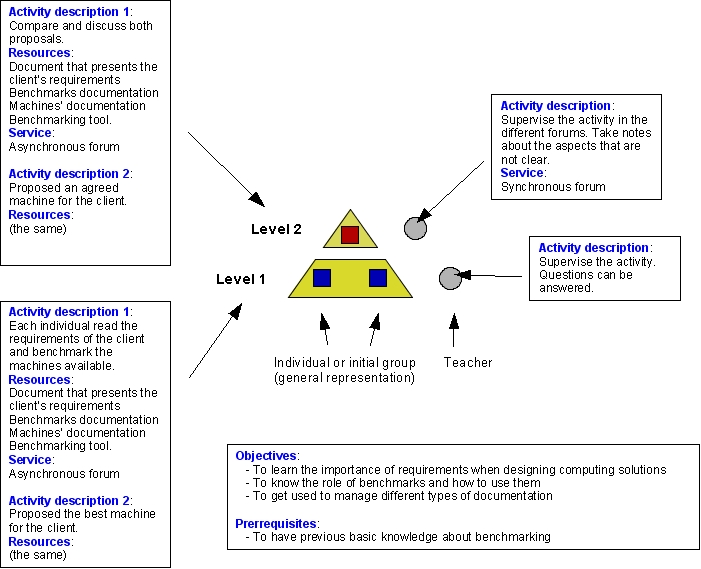 Activity description 1:
Compare and discuss both
proposals.
Resources:
Document that presents the
client's requirements
Benchmarks documentation
Machines' documentation
Benchmarking tool.
Service:
Asynchronous forum
Activity description 2:
Proposed an agreed
machine for the client.
Resources:
(the same)
Activity description:
Supervise the activity in the
different forums. Take notes
about the aspects that are
not clear.
Service:
Synchronous forum
Level 2
Level 1
Activity description:
Supervise the activity.
Questions can be
answered.
Activity description 1:
Each individual read the
requirements of the client
and benchmark the
machines available.
Resources:
Document that presents the
client's requirements
Benchmarks documentation
Machines' documentation
Benchmarking tool.
Service:
Asynchronous forum
Activity description 2:
Proposed the best machine
for the client.
Resources:
(the same)
Individual or initial group
(general representation)
Teacher
Objectives:
- To learn the importance of requirements when designing computing solutions
- To know the role of benchmarks and how to use them
- To get used to manage different types of documentation
Prerrequisites:
- To have previous basic knowledge about benchmarking